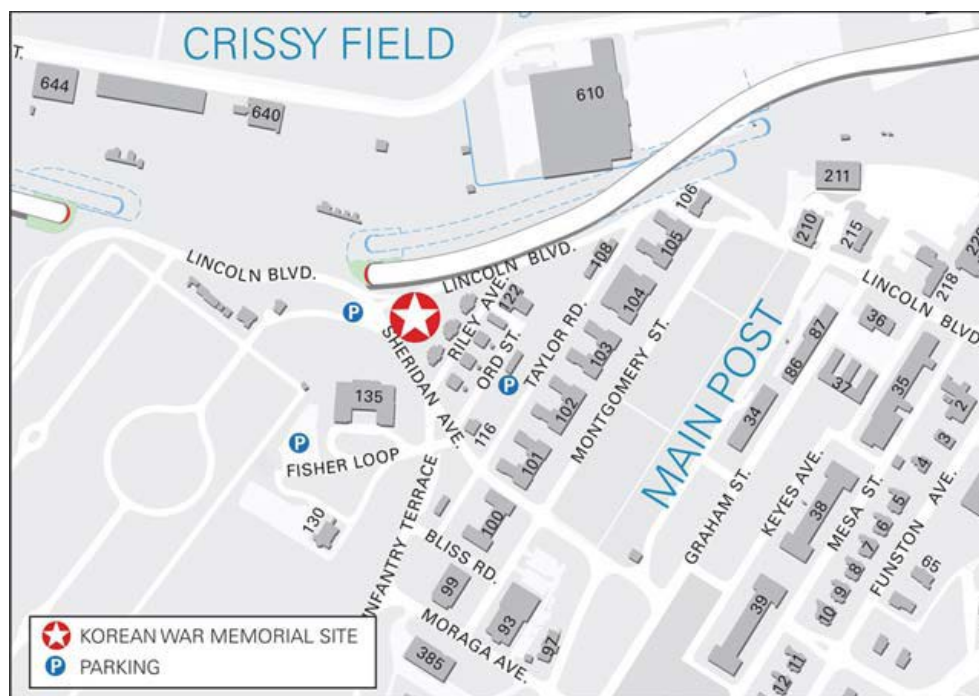 CRISSY FIELD
T.
644
640
610
211
106
210
215
105
220
LINCOLN BLVD.
LINCOLN BLVD.
108
218
LINCOLN BLVD.
P
RILEY AVE.
122
104
87
36
SHERIDAN AVE.
ORD ST.
TAYLOR RD.
103
MONTGOMERY ST.
MAIN POST
86
37
35
P
135
102
34
2
116
3
P
FISHER LOOP
101
4
GRAHAM ST.
KEYES AVE.
38
MESA ST.
5
FUNSTON AVE.
6
130
INFANTRY TERRACE
100
7
BLISS RD.
8
65
99
9
10
MORAGA AVE.
93
97
39
385
11
12
KOREAN WAR MEMORIAL SITE
P PARKING